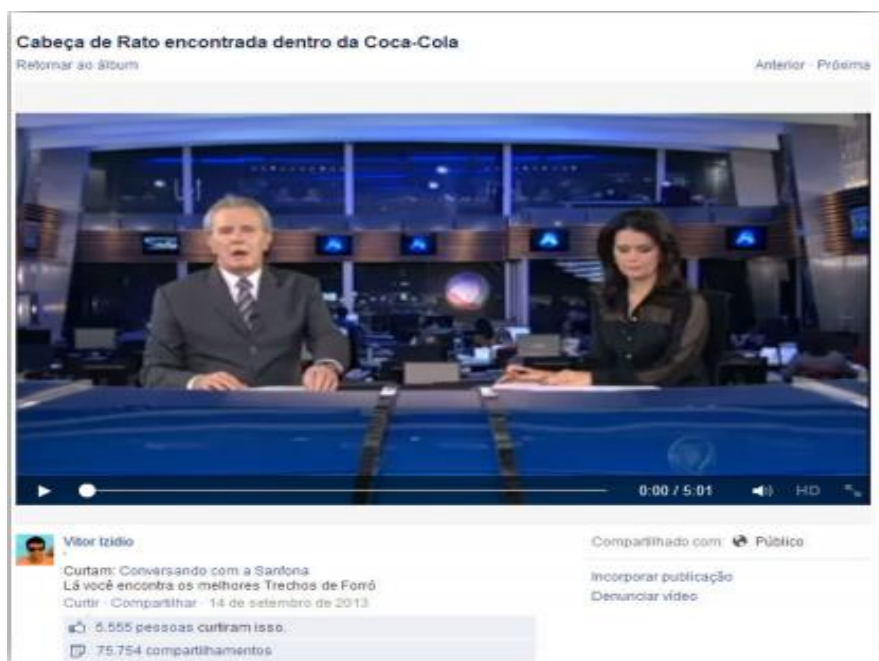 Cabeça de Rato encontrada dentro da Coca-Cola
Retornar ao álbum
Anterior · Próxima
0:00 / 5:01
HD
Vitor Izidio
Compartilhado com: Público
Curtam: Conversando com a Sanfona
Lá você encontra os melhores Trechos de Forró
Curtir · Compartilhar · 14 de setembro de 2013
Incorporar publicação
Denunciar vídeo
5.555 pessoas curtiram isso.
75.754 compartilhamentos